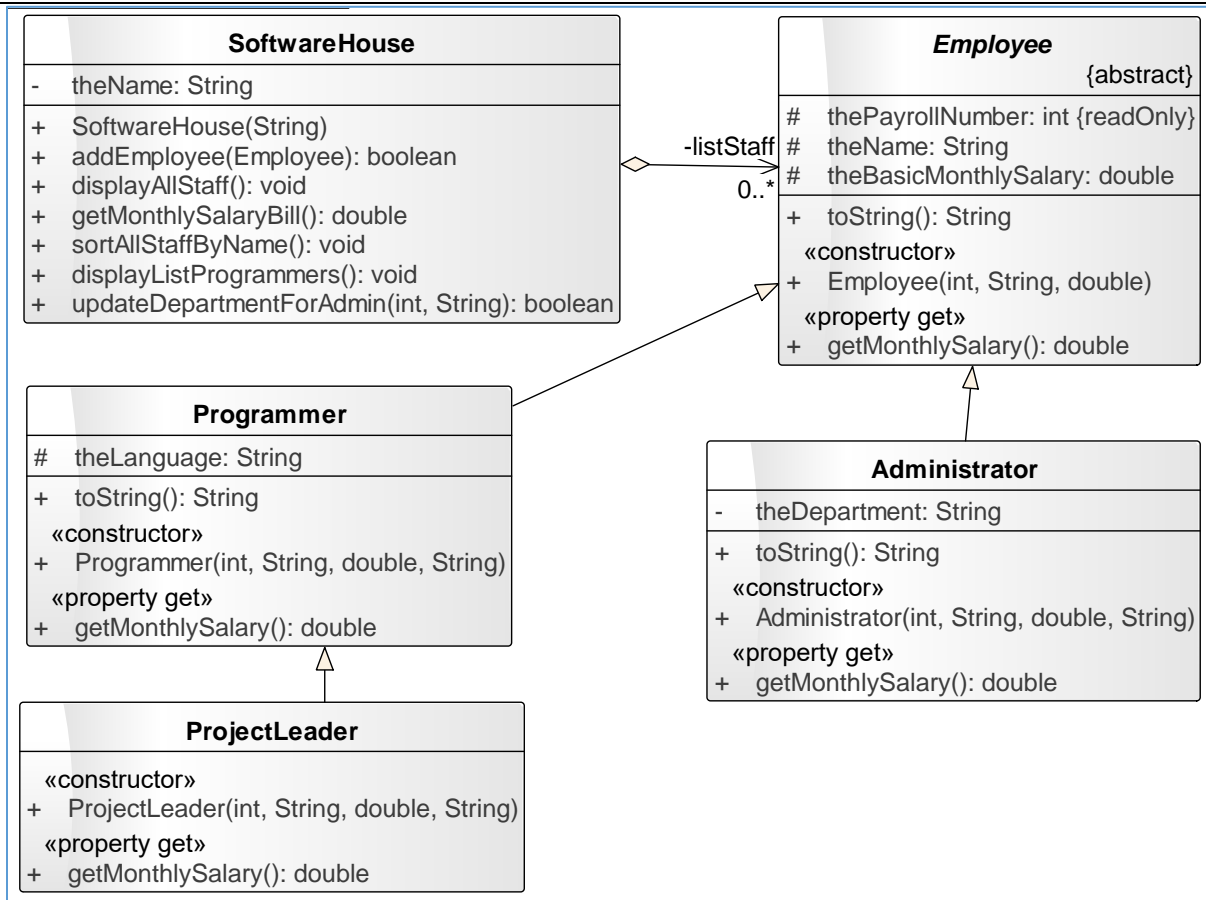 SoftwareHouse
- theName: String
+ SoftwareHouse(String)
+ addEmployee(Employee): boolean
+ displayAllStaff(): void
+ getMonthlySalaryBill(): double
+ sortAllStaffByName(): void
+ displayListProgrammers(): void
+ updateDepartmentForAdmin(int, String): boolean
-listStaff
0..*
Employee
{abstract}
# thePayrollNumber: int {readOnly}
# theName: String
# theBasicMonthlySalary: double
+ toString(): String
«constructor»
+ Employee(int, String, double)
«property get»
+ getMonthlySalary(): double
Programmer
# theLanguage: String
+ toString(): String
«constructor»
+ Programmer(int, String, double, String)
«property get»
+ getMonthlySalary(): double
Administrator
- theDepartment: String
+ toString(): String
«constructor»
+ Administrator(int, String, double, String)
«property get»
+ getMonthlySalary(): double
ProjectLeader
«constructor»
+ ProjectLeader(int, String, double, String)
«property get»
+ getMonthlySalary(): double